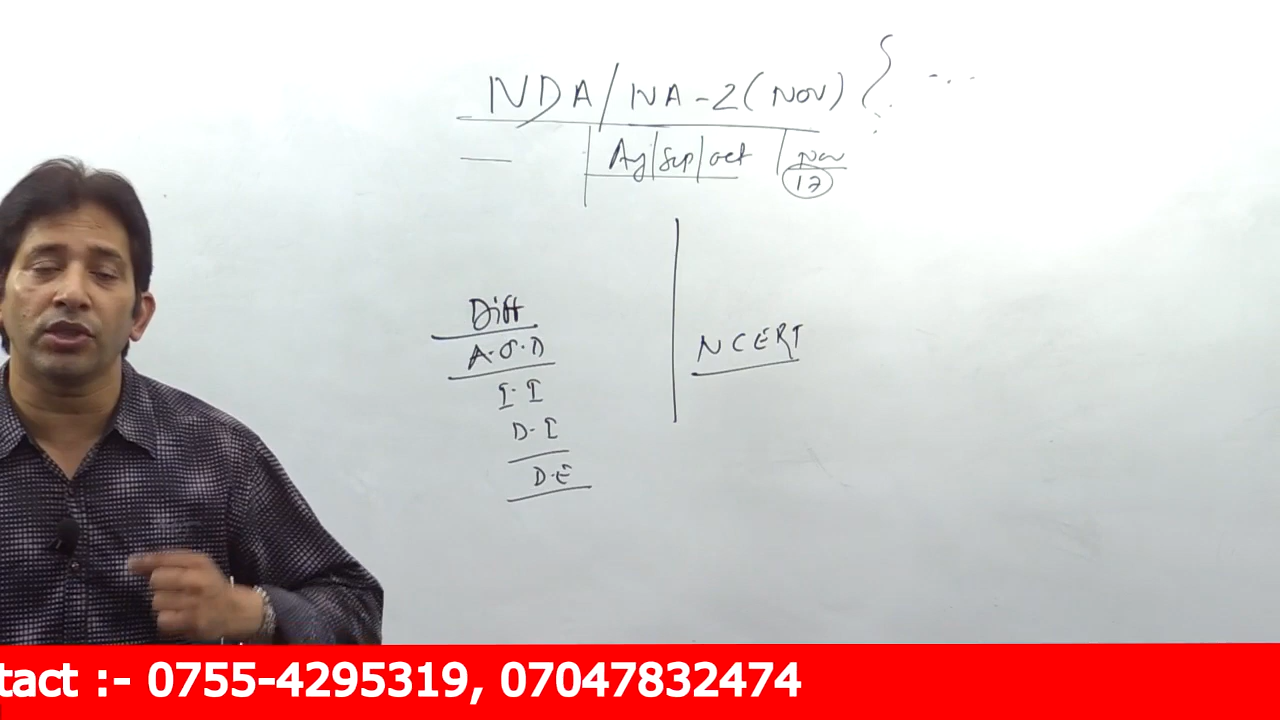 NDA/NA-2(NOV) { ...
— Ag|Sep|Oct | Nov
17
Diff
A.O.D
I.I
D.I
D.E
NCERT
tact :- 0755-4295319, 07047832474